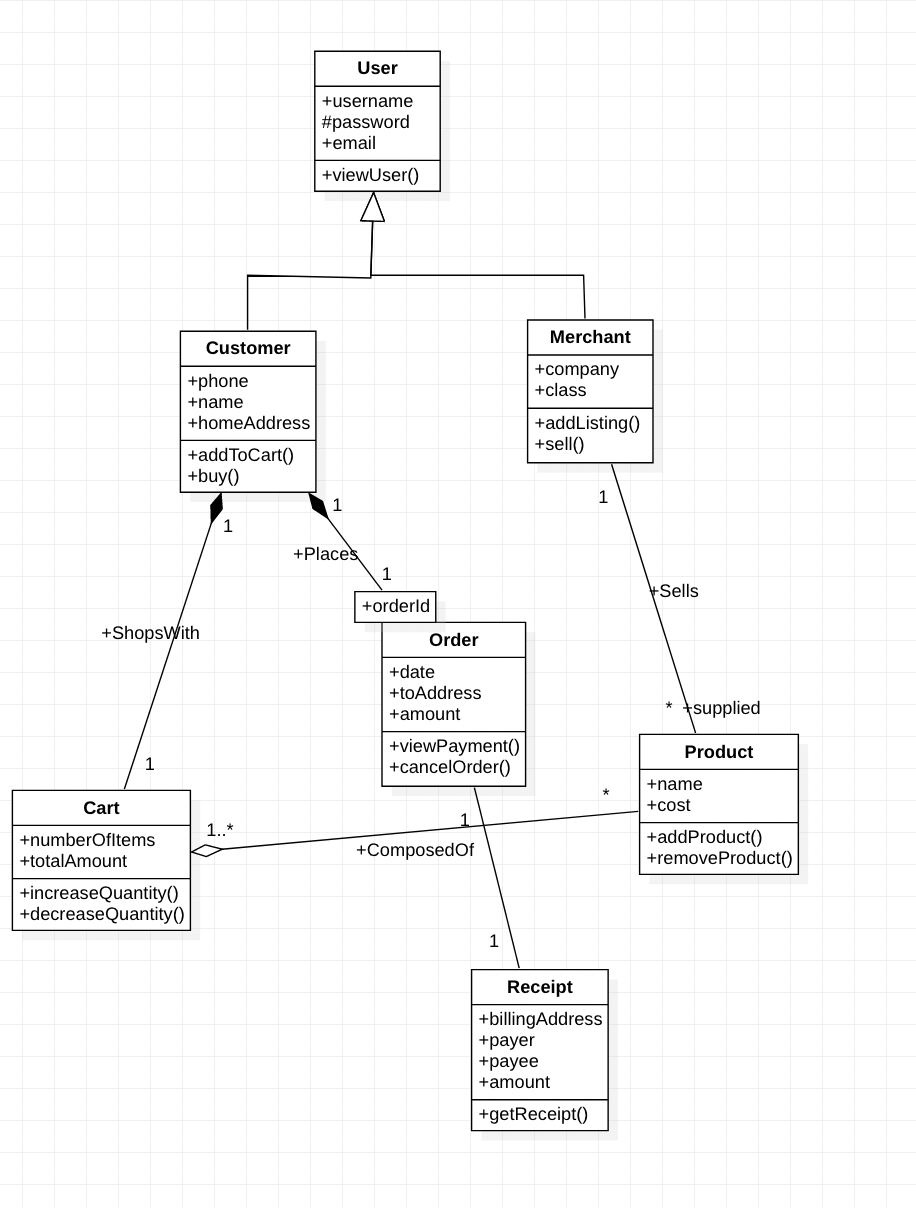 User
+username
#password
+email
+viewUser()
Customer
+phone
+name
+homeAddress
+addToCart()
+buy()
Merchant
+company
+class
+addListing()
+sell()
1
1
1
+Places
1
+orderId
+Sells
+ShopsWith
Order
+date
+toAddress
+amount
+viewPayment()
+cancelOrder()
* +supplied
Product
+name
+cost
+addProduct()
+removeProduct()
1
Cart
+numberOfItems
+totalAmount
+increaseQuantity()
+decreaseQuantity()
1..*
*
1
+ComposedOf
1
Receipt
+billingAddress
+payer
+payee
+amount
+getReceipt()